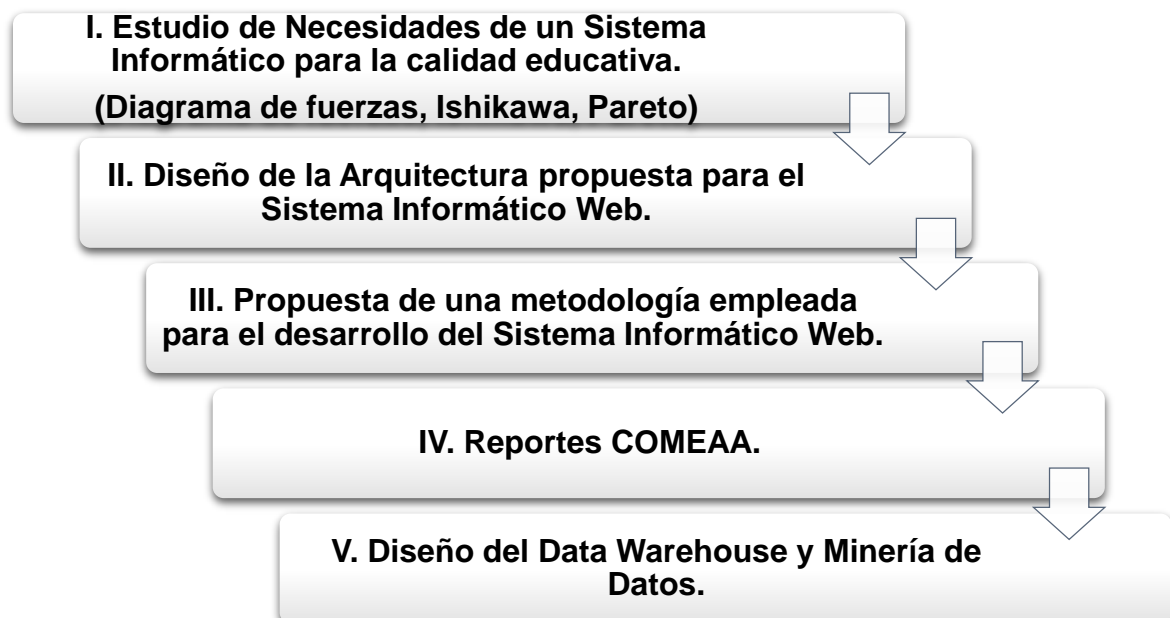 I. Estudio de Necesidades de un Sistema
Informático para la calidad educativa.
(Diagrama de fuerzas, Ishikawa, Pareto)
II. Diseño de la Arquitectura propuesta para el
Sistema Informático Web.
III. Propuesta de una metodología empleada
para el desarrollo del Sistema Informático Web.
IV. Reportes COMEAA.
V. Diseño del Data Warehouse y Minería de
Datos.